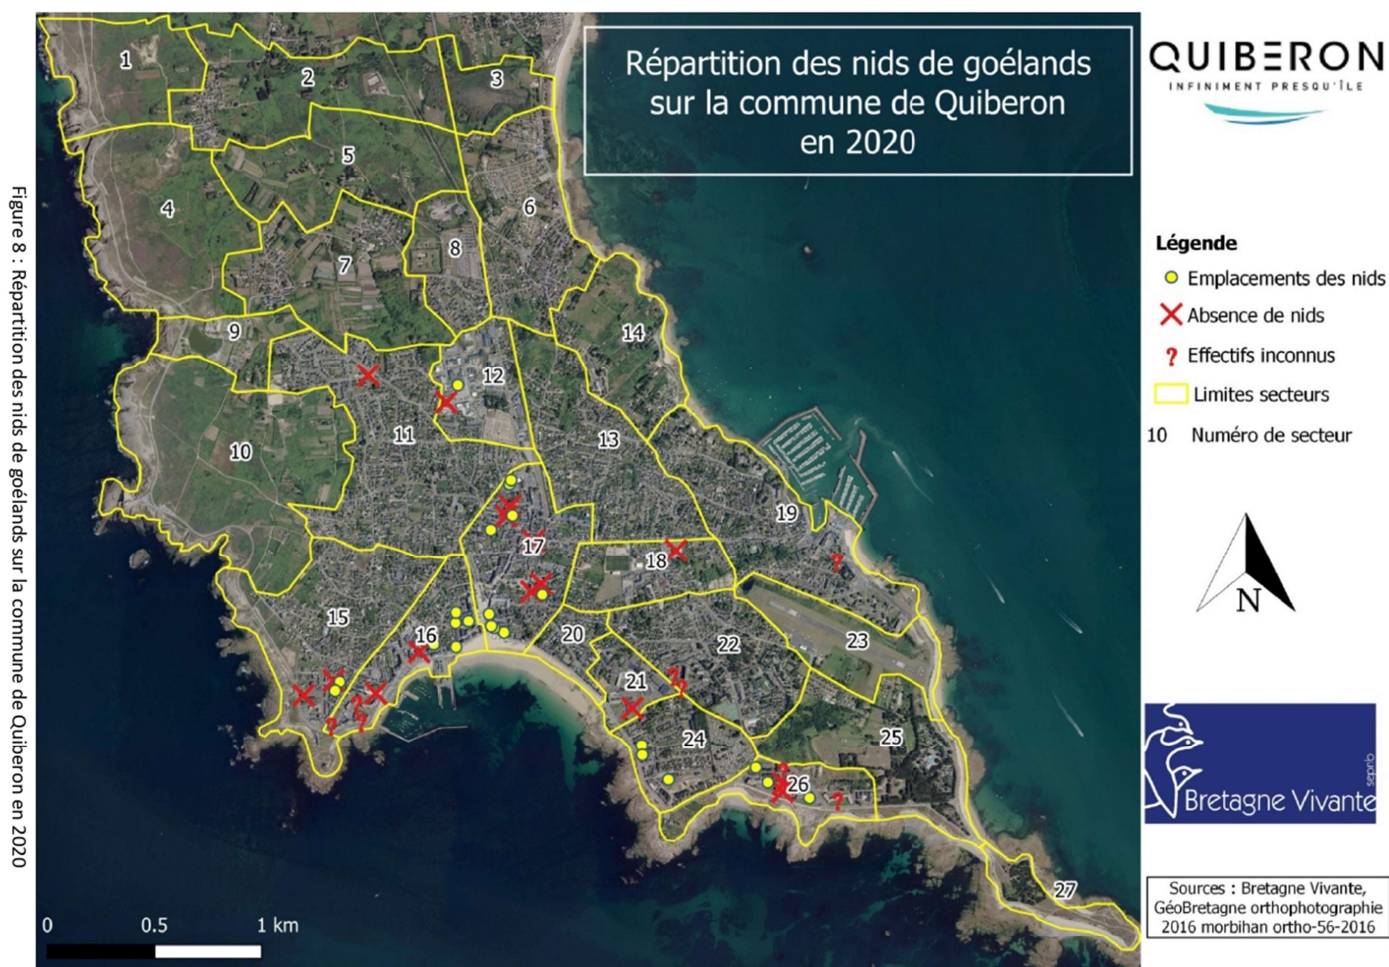 Figure 8 : Répartition des nids de goélands sur la commune de Quiberon en 2020
Répartition des nids de goélands
sur la commune de Quiberon
en 2020
1
2
3
4
5
6
7
8
9
10
11
12
13
14
15
16
17
18
19
20
21
22
23
24
25
26
27
0 0.5 1 km
QUIBERON
INFINIMENT PRESQU'ÎLE
Légende
Emplacements des nids
Absence de nids
? Effectifs inconnus
Limites secteurs
10 Numéro de secteur
N
Bretagne Vivante
sepnb
Sources : Bretagne Vivante,
GéoBretagne orthophotographie
2016 morbihan ortho-56-2016